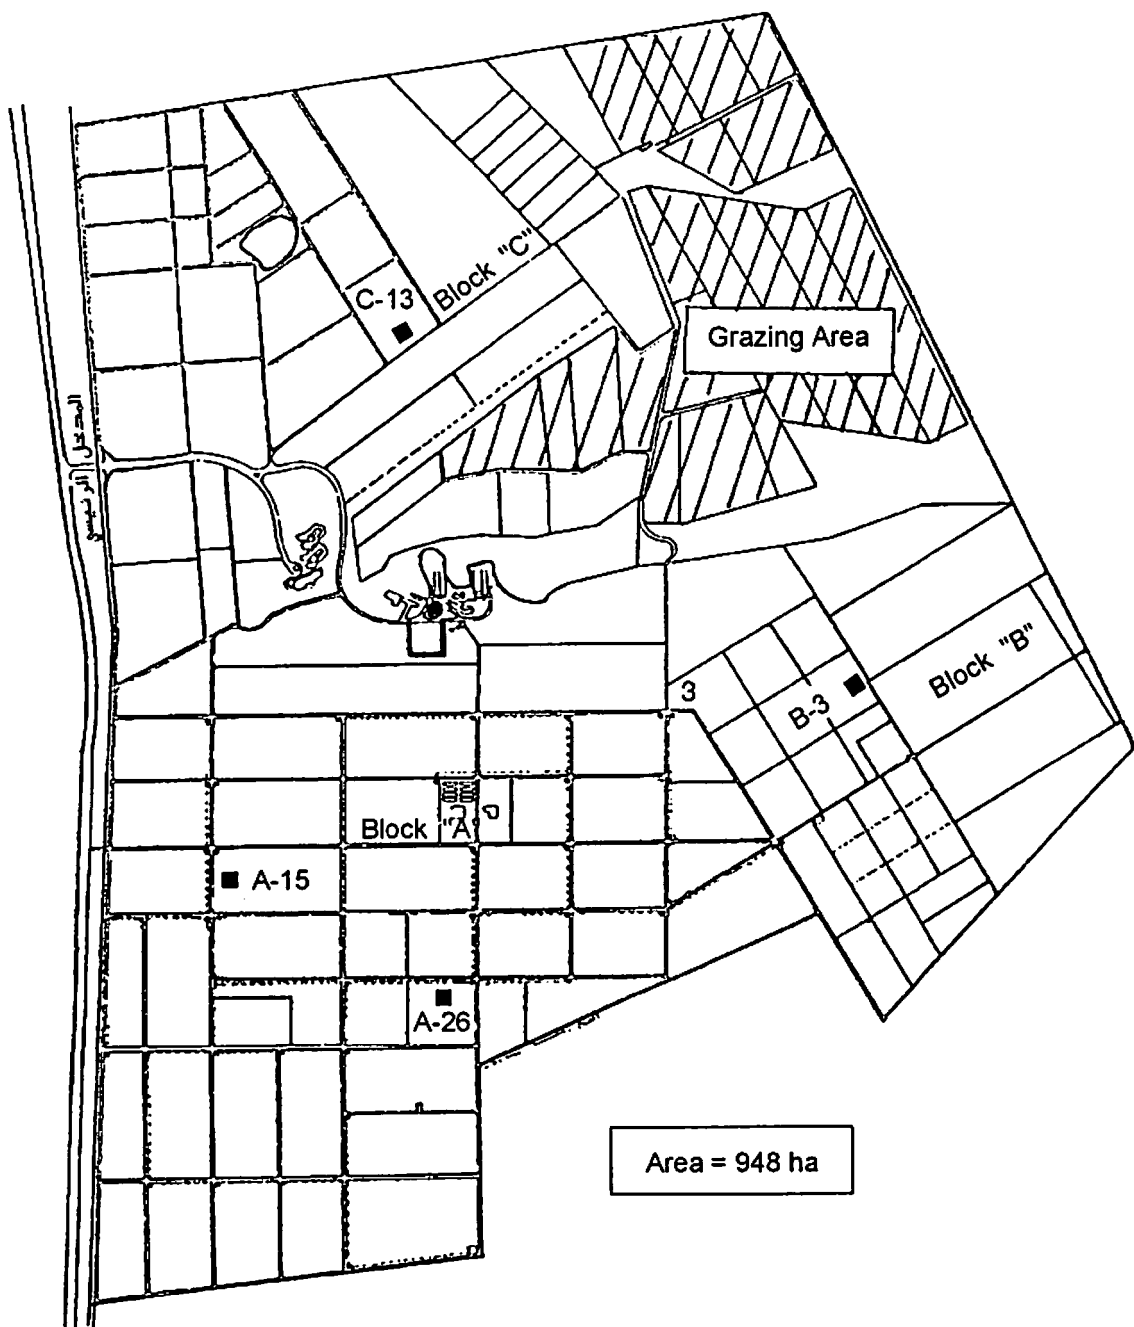 Block "C"
C-13
Grazing Area
المدخل الرئيسي
Block "B"
3
B-3
Block "A"
A-15
A-26
Area = 948 ha